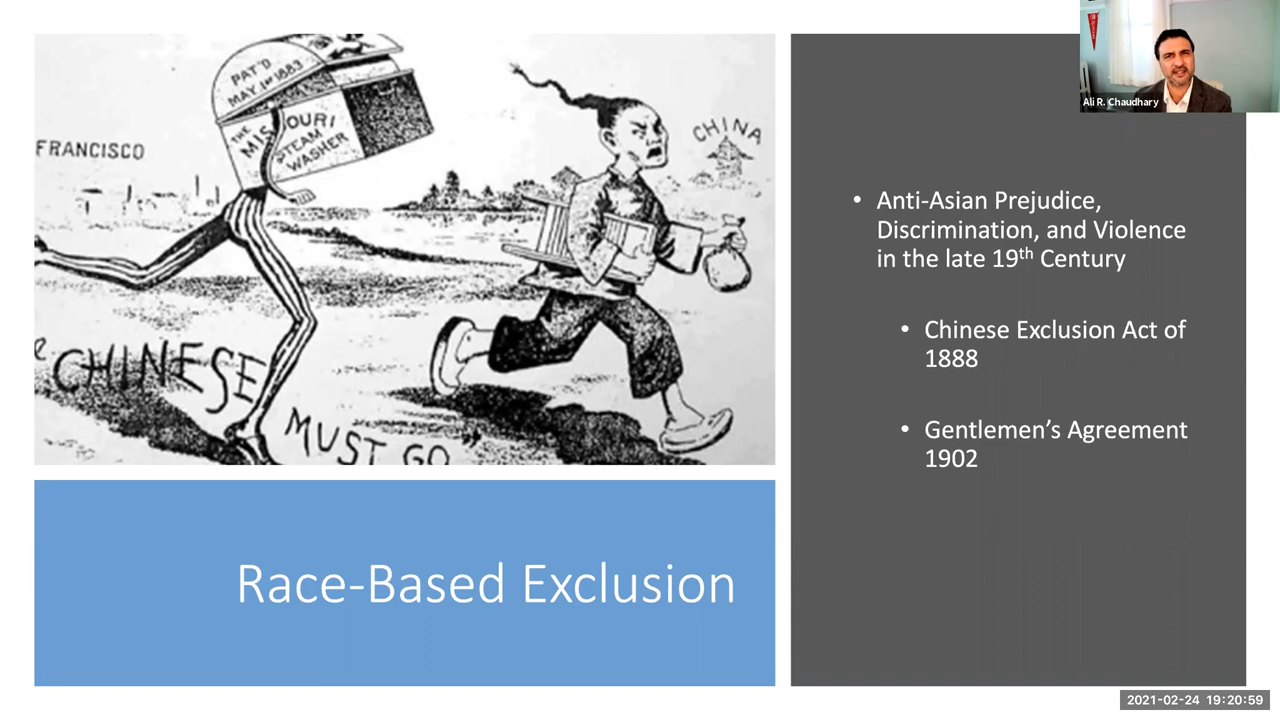 PAT'D
MAY 1st 1883
THE
MIS OURI
STEAM
WASHER
FRANCISCO
CHINA
CHINESE
MUST GO
Race-Based Exclusion
Ali R. Chaudhary
• Anti-Asian Prejudice,
Discrimination, and Violence
in the late 19th Century
• Chinese Exclusion Act of
1888
• Gentlemen’s Agreement
1902
2021-02-24 19:20:59